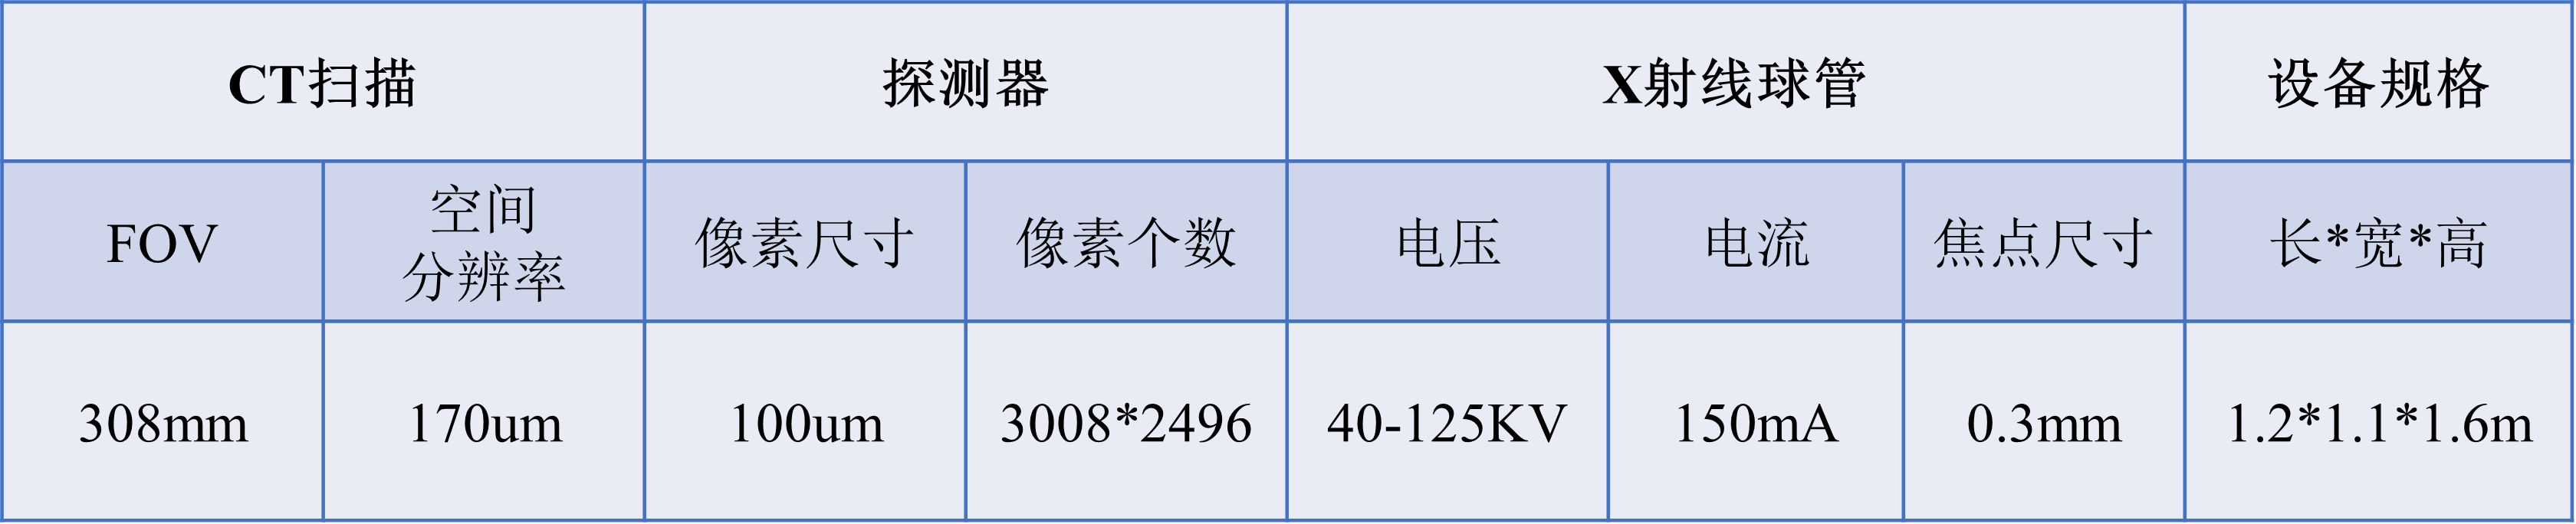 CT扫描
探测器
X射线球管
设备规格
FOV
空间
分辨率
像素尺寸
像素个数
电压
电流
焦点尺寸
长*宽*高
308mm
170um
100um
3008*2496
40-125KV
150mA
0.3mm
1.2*1.1*1.6m